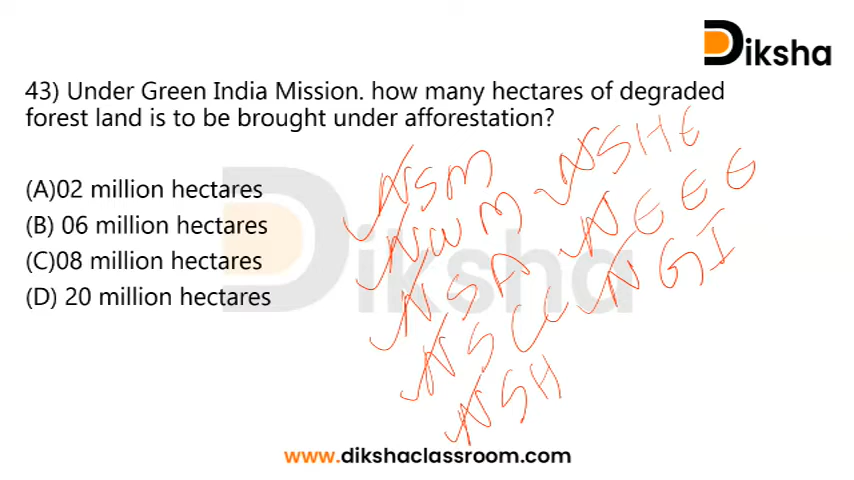 Diksha
43) Under Green India Mission. how many hectares of degraded
forest land is to be brought under afforestation?
(A)02 million hectares
(B) 06 million hectares
(C)08 million hectares
(D) 20 million hectares
NSM
NWM
NSA
NSCC
NSH
NSHE
NEEE
NGI
Diksha
www.dikshaclassroom.com